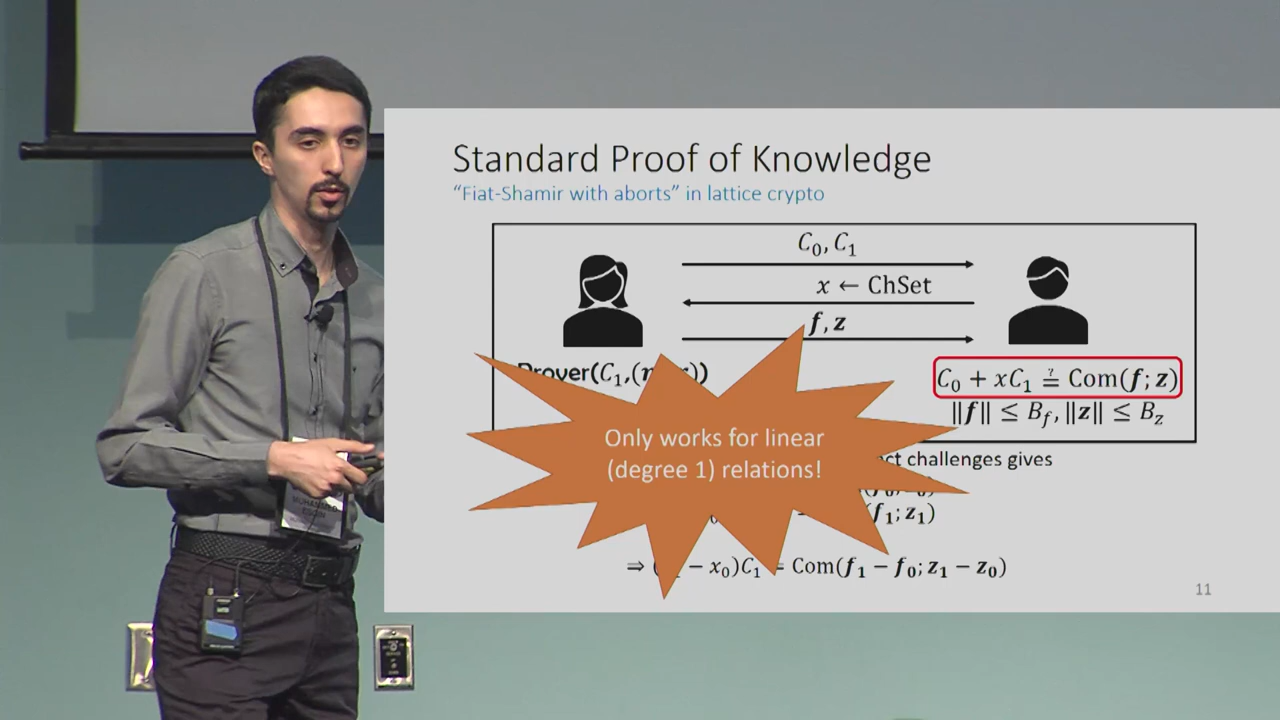 Standard Proof of Knowledge
“Fiat-Shamir with aborts” in lattice crypto
C₀, C₁
x ← ChSet
f, z
Prover(C₁,(
C₀ + xC₁ ≟ Com(f; z)
‖f‖ ≤ B_f, ‖z‖ ≤ B_z
Only works for linear
(degree 1) relations!
challenges gives
f₁; z₁)
⇒ ( − x₀)C₁ = Com(f₁ − f₀; z₁ − z₀)
11
MUHAMMED
ESGIN